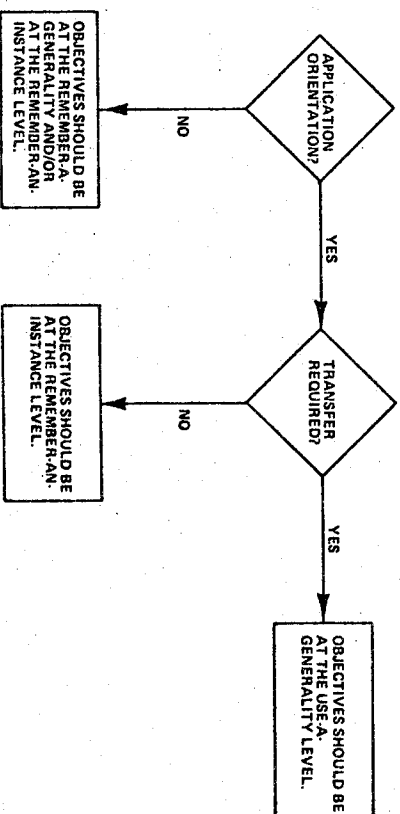 APPLICATION
ORIENTATION?
YES
NO
OBJECTIVES SHOULD BE
AT THE REMEMBER-A-
GENERALITY AND/OR
AT THE REMEMBER-AN-
INSTANCE LEVEL.
TRANSFER
REQUIRED?
YES
NO
OBJECTIVES SHOULD BE
AT THE REMEMBER-AN-
INSTANCE LEVEL.
OBJECTIVES SHOULD BE
AT THE USE-A-
GENERALITY LEVEL.